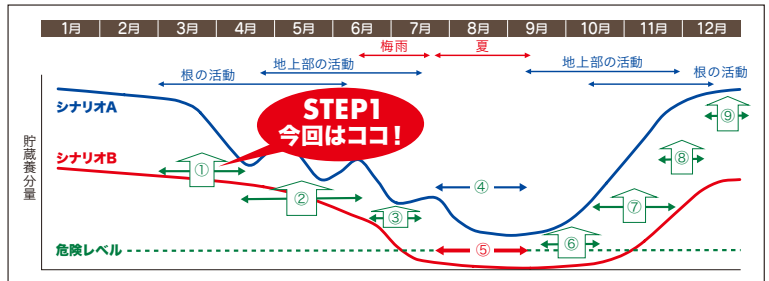 1月 2月 3月 4月 5月 6月 7月 8月 9月 10月 11月 12月
梅雨 夏
地上部の活動 地上部の活動
根の活動 根の活動
シナリオA
STEP1
今回はココ!
⑨
シナリオB
⑧
①
④
②
⑦
③
貯蔵養分量
⑥
危険レベル
⑤